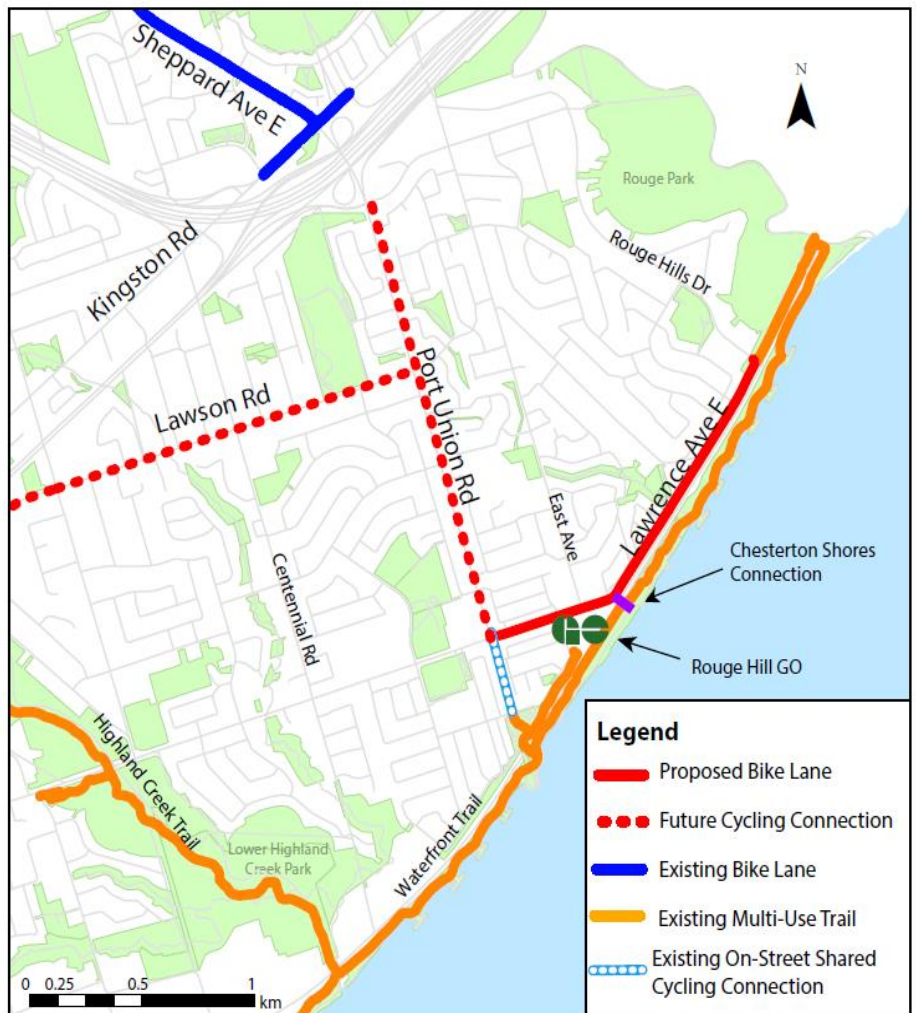 Sheppard Ave E
N
Rouge Park
Kingston Rd
Rouge Hills Dr
Port Union Rd
Lawson Rd
Lawrence Ave E
East Ave
Chesterton Shores
Connection
Centennial Rd
GO
Rouge Hill GO
Highland Creek Trail
Waterfront Trail
Lower Highland
Creek Park
Legend
Proposed Bike Lane
Future Cycling Connection
Existing Bike Lane
Existing Multi-Use Trail
Existing On-Street Shared
Cycling Connection
0 0.25 0.5 1
km